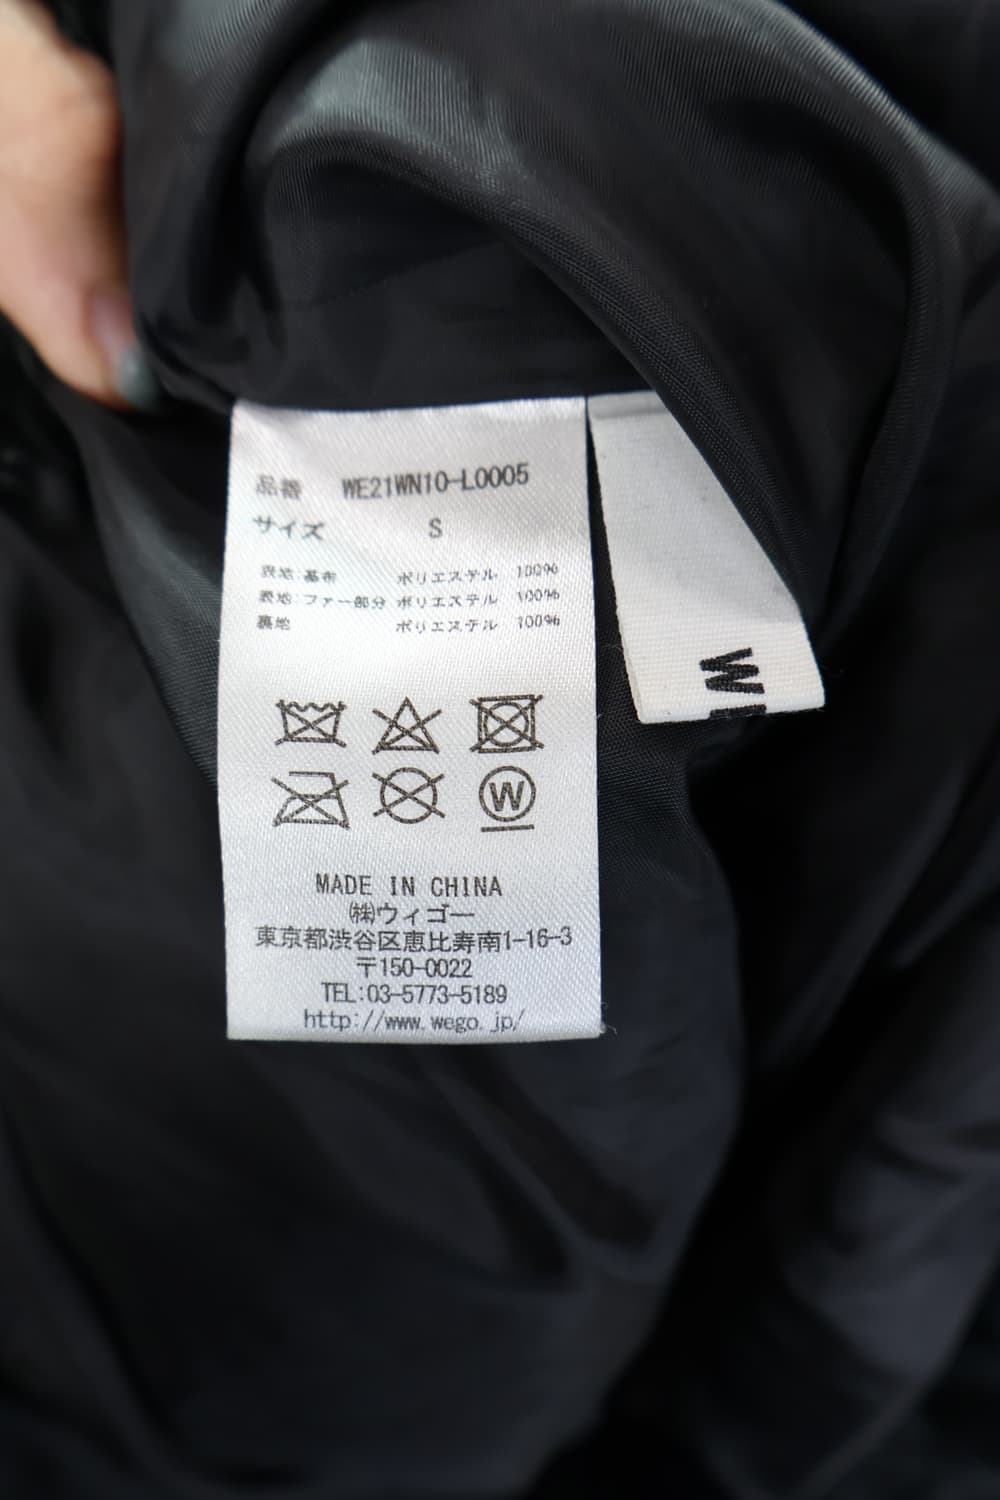 品番 WE21WN10-L0005
サイズ S
表地:基布 ポリエステル 100%
表地:ファー部分 ポリエステル 100%
裏地 ポリエステル 100%
W
MADE IN CHINA
㈱ウィゴー
東京都渋谷区恵比寿南1-16-3
〒150-0022
TEL:03-5773-5189
http://www.wego.jp/
WE